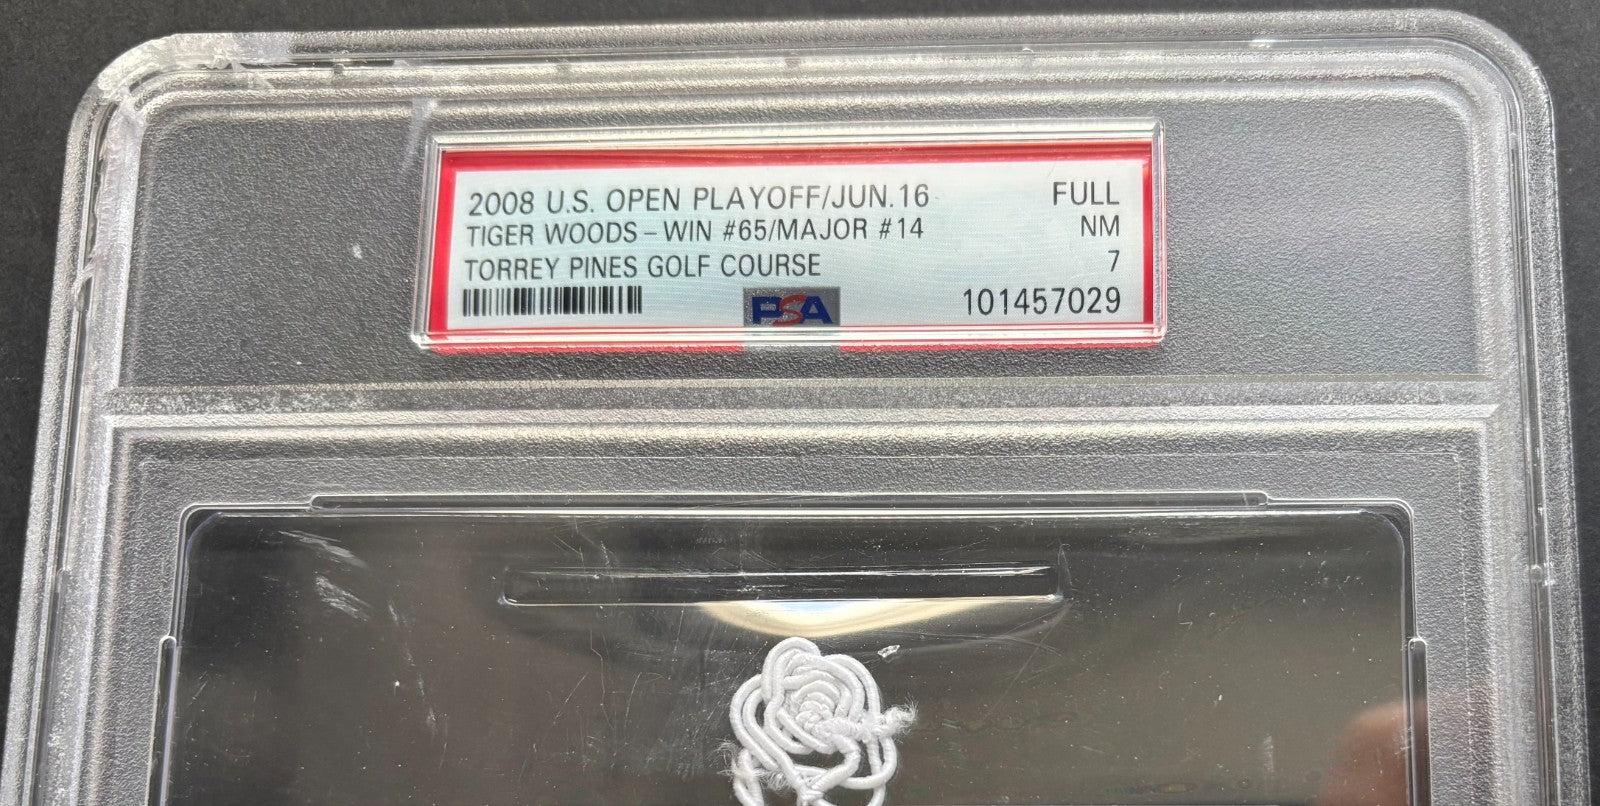 2008 U.S. OPEN PLAYOFF/JUN.16 FULL
TIGER WOODS - WIN #65/MAJOR #14 NM
TORREY PINES GOLF COURSE 7
PSA 101457029